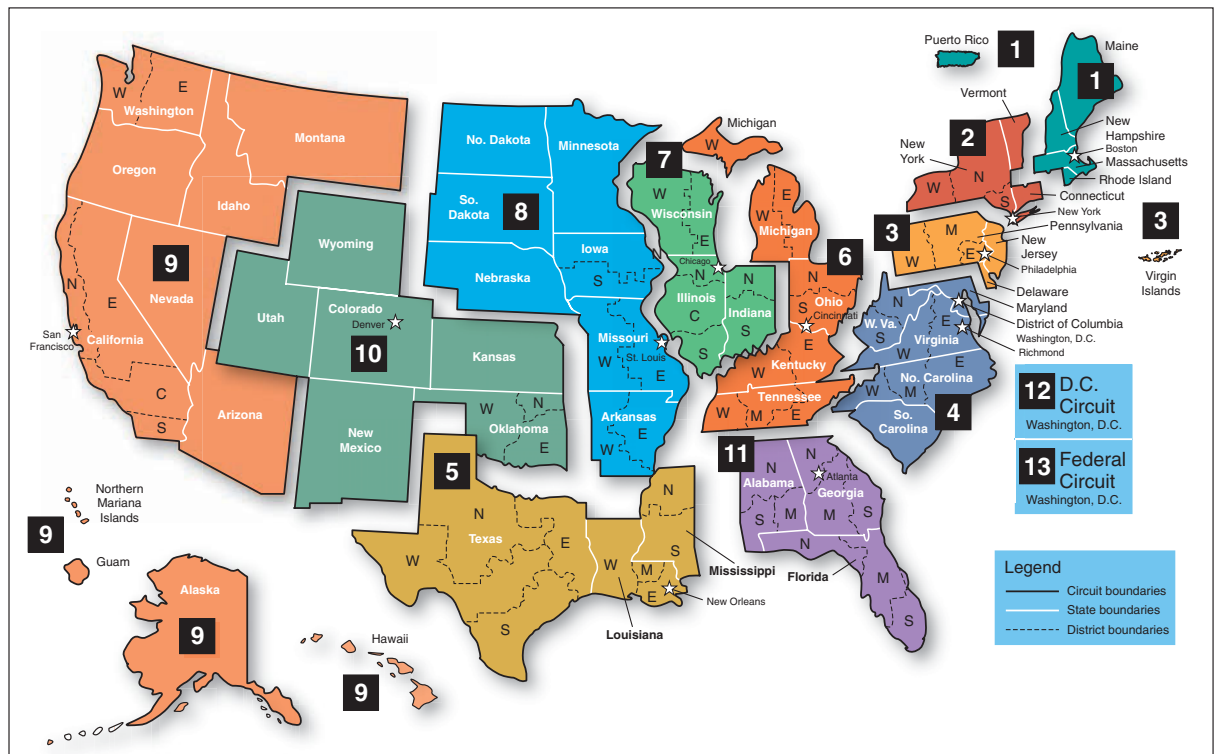 Puerto Rico
1
Maine
1
Vermont
2
New
York
New
Hampshire
Boston
Massachusetts
Rhode Island
Connecticut
New York
W
N
S
3
Pennsylvania
New
Jersey
Philadelphia
Delaware
Maryland
District of Columbia
Washington, D.C.
Richmond
M
W
E
3
Virgin
Islands
W
E
Washington
Montana
Oregon
Idaho
9
Nevada
N
E
San
Francisco
California
C
S
Arizona
Wyoming
Utah
Colorado
Denver
10
Kansas
New
Mexico
W
N
Oklahoma
E
No. Dakota
Minnesota
So.
Dakota
8
Iowa
N
S
Nebraska
Missouri
St. Louis
W
E
Arkansas
E
W
7
W
Wisconsin
E
Chicago
N
Illinois
C
S
N
Indiana
S
Michigan
W
E
W
Michigan
6
N
Ohio
S
Cincinnati
E
Kentucky
W
Tennessee
W
M
E
N
W. Va.
S
E
Virginia
W
E
No. Carolina
W
M
So.
Carolina
4
12
D.C.
Circuit
Washington, D.C.
13
Federal
Circuit
Washington, D.C.
5
N
Texas
W
E
S
W
Louisiana
M
E
New Orleans
N
S
Mississippi
11
N
Alabama
S
M
N
Atlanta
Georgia
M
S
N
Florida
M
S
Northern
Mariana
Islands
9
Guam
Alaska
9
Hawaii
9
Legend
Circuit boundaries
State boundaries
District boundaries